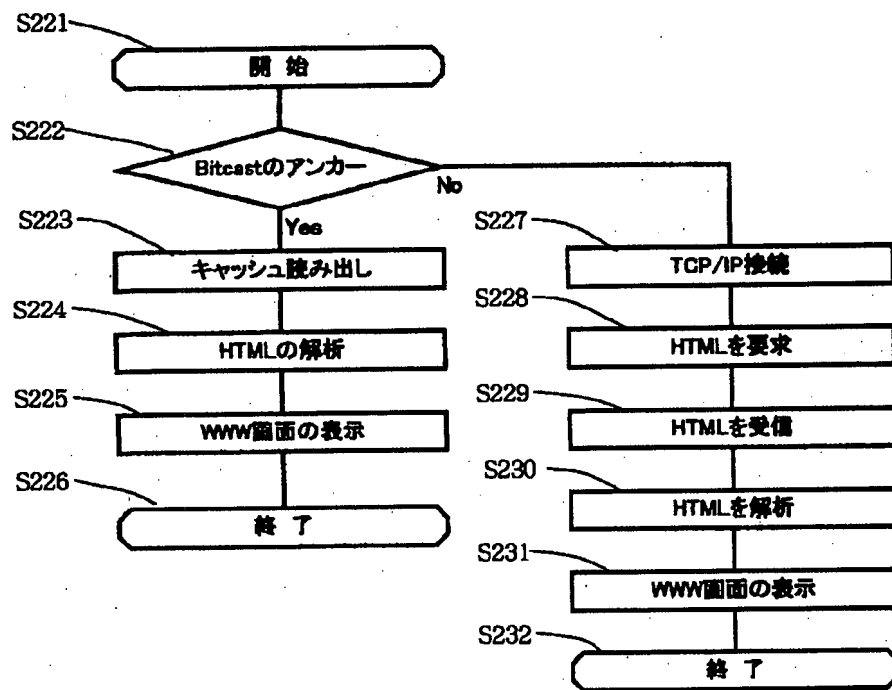 S221
開 始
S222
Bitcastのアンカー
No
Yes
S223
キャッシュ読み出し
S224
HTMLの解析
S225
WWW画面の表示
S226
終 了
S227
TCP/IP接続
S228
HTMLを要求
S229
HTMLを受信
S230
HTMLを解析
S231
WWW画面の表示
S232
終 了